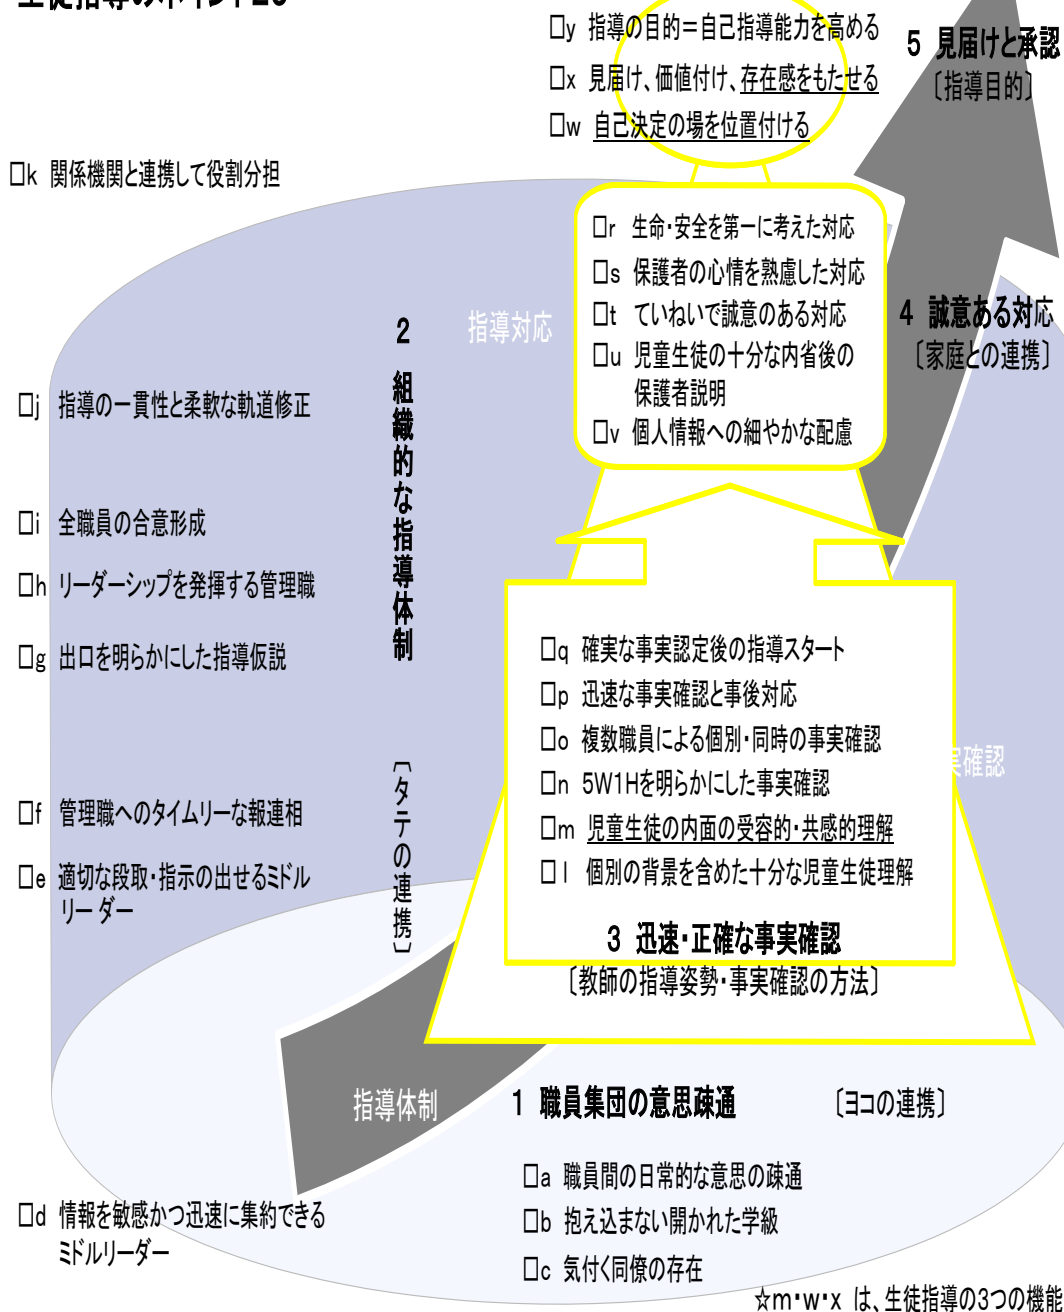 □y 指導の目的＝自己指導能力を高める
□x 見届け、価値付け、存在感をもたせる
□w 自己決定の場を位置付ける
5 見届けと承認
〔指導目的〕
□k 関係機関と連携して役割分担
□r 生命・安全を第一に考えた対応
□s 保護者の心情を熟慮した対応
□t ていねいで誠意のある対応
□u 児童生徒の十分な内省後の
保護者説明
□v 個人情報への細やかな配慮
4 誠意ある対応
〔家庭との連携〕
指導対応
2 組織的な指導体制
〔タテの連携〕
□j 指導の一貫性と柔軟な軌道修正
□i 全職員の合意形成
□h リーダーシップを発揮する管理職
□g 出口を明らかにした指導仮説
□f 管理職へのタイムリーな報連相
□e 適切な段取・指示の出せるミドル
リーダー
□q 確実な事実認定後の指導スタート
□p 迅速な事実確認と事後対応
□o 複数職員による個別・同時の事実確認
□n 5W1Hを明らかにした事実確認
□m 児童生徒の内面の受容的・共感的理解
□l 個別の背景を含めた十分な児童生徒理解
3 迅速・正確な事実確認
〔教師の指導姿勢・事実確認の方法〕
実確認
指導体制
1 職員集団の意思疎通 〔ヨコの連携〕
□a 職員間の日常的な意思の疎通
□b 抱え込まない開かれた学級
□c 気付く同僚の存在
□d 情報を敏感かつ迅速に集約できる
ミドルリーダー
☆m・w・x は、生徒指導の3つの機能